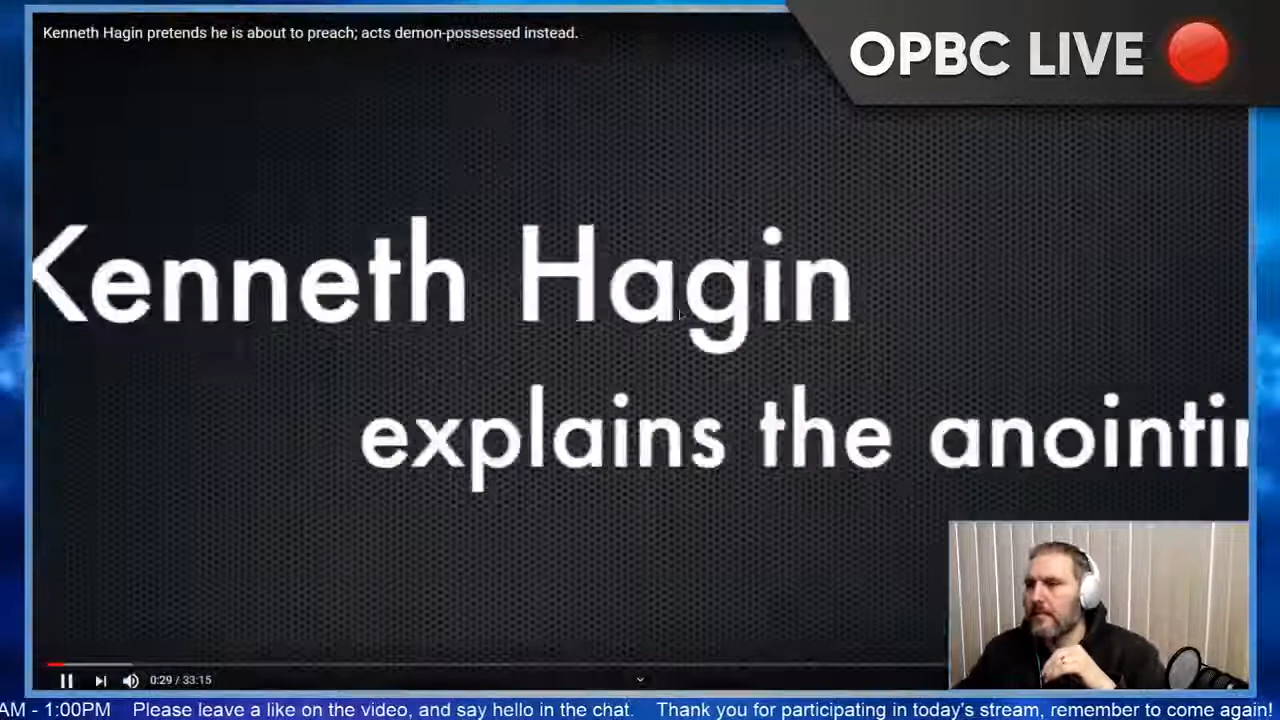 Kenneth Hagin pretends he is about to preach; acts demon-possessed instead.
OPBC LIVE
Kenneth Hagin
explains the anointin
0:29 / 33:15
AM - 1:00PM Please leave a like on the video, and say hello in the chat. Thank you for participating in today's stream, remember to come again!